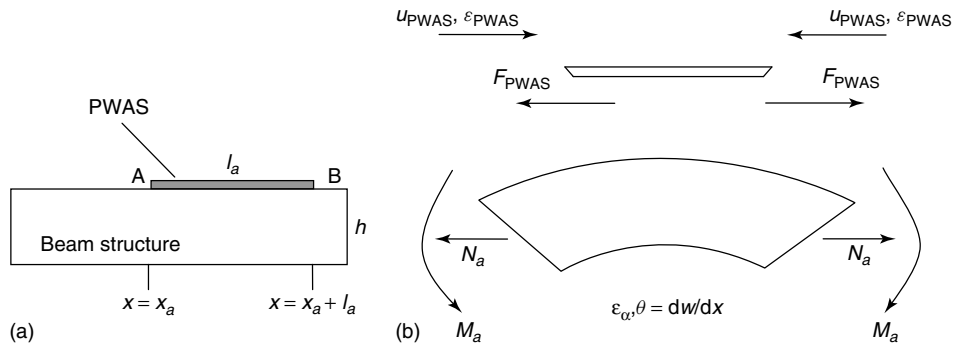 PWAS
A l_a B
Beam structure
h
x = x_a x = x_a + l_a
(a)
u_PWAS, ε_PWAS u_PWAS, ε_PWAS
F_PWAS F_PWAS
N_a N_a
ε_α,θ = dw/dx
M_a M_a
(b)